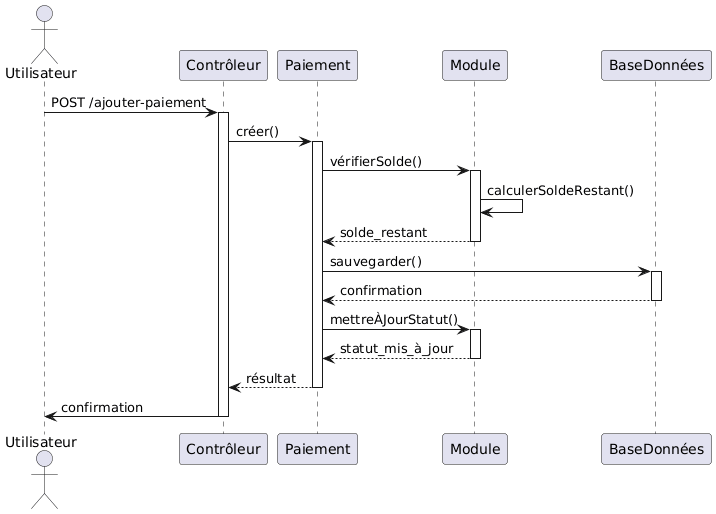 Utilisateur
Contrôleur
Paiement
Module
BaseDonnées
POST /ajouter-paiement
créer()
vérifierSolde()
calculerSoldeRestant()
solde_restant
sauvegarder()
confirmation
mettreÀJourStatut()
statut_mis_à_jour
résultat
confirmation
Utilisateur
Contrôleur
Paiement
Module
BaseDonnées